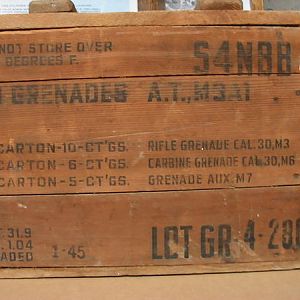 NOT STORE OVER
DEGREES F.
S4NBB
GRENADES A.T., M3A1
CARTON-10-CT'GS. RIFLE GRENADE CAL. 30, M3
CARTON-6-CT'GS. CARBINE GRENADE CAL. 30, M6
CARTON-5-CT'GS. GRENADE AUX. M7
T. 31.9
1.04
ADED 1-45
LOT GR 4-28